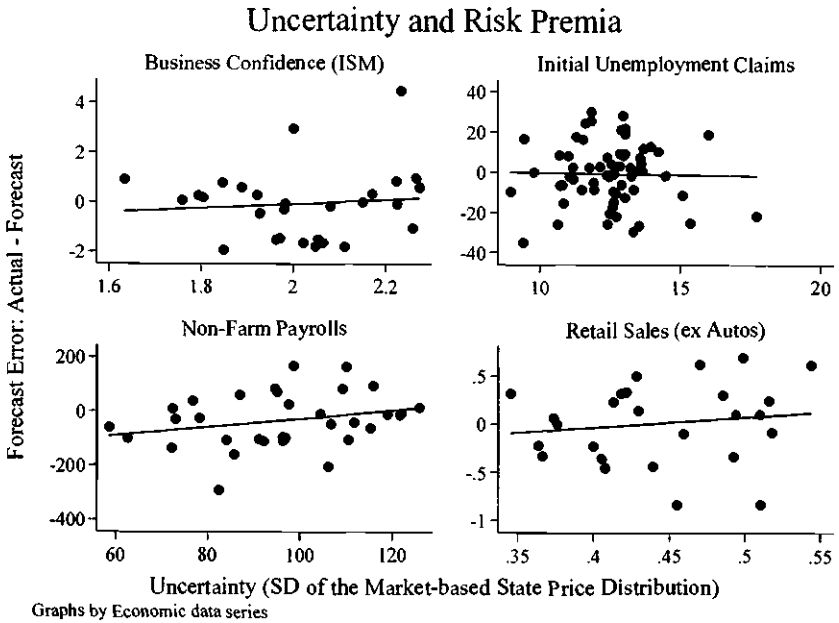 Uncertainty and Risk Premia
Business Confidence (ISM)
Initial Unemployment Claims
4
2
0
-2
1.6 1.8 2 2.2
40
20
0
-20
-40
10 15 20
Non-Farm Payrolls
Retail Sales (ex Autos)
200
0
-200
-400
60 80 100 120
.5
0
-.5
-1
.35 .4 .45 .5 .55
Forecast Error: Actual - Forecast
Uncertainty (SD of the Market-based State Price Distribution)
Graphs by Economic data series